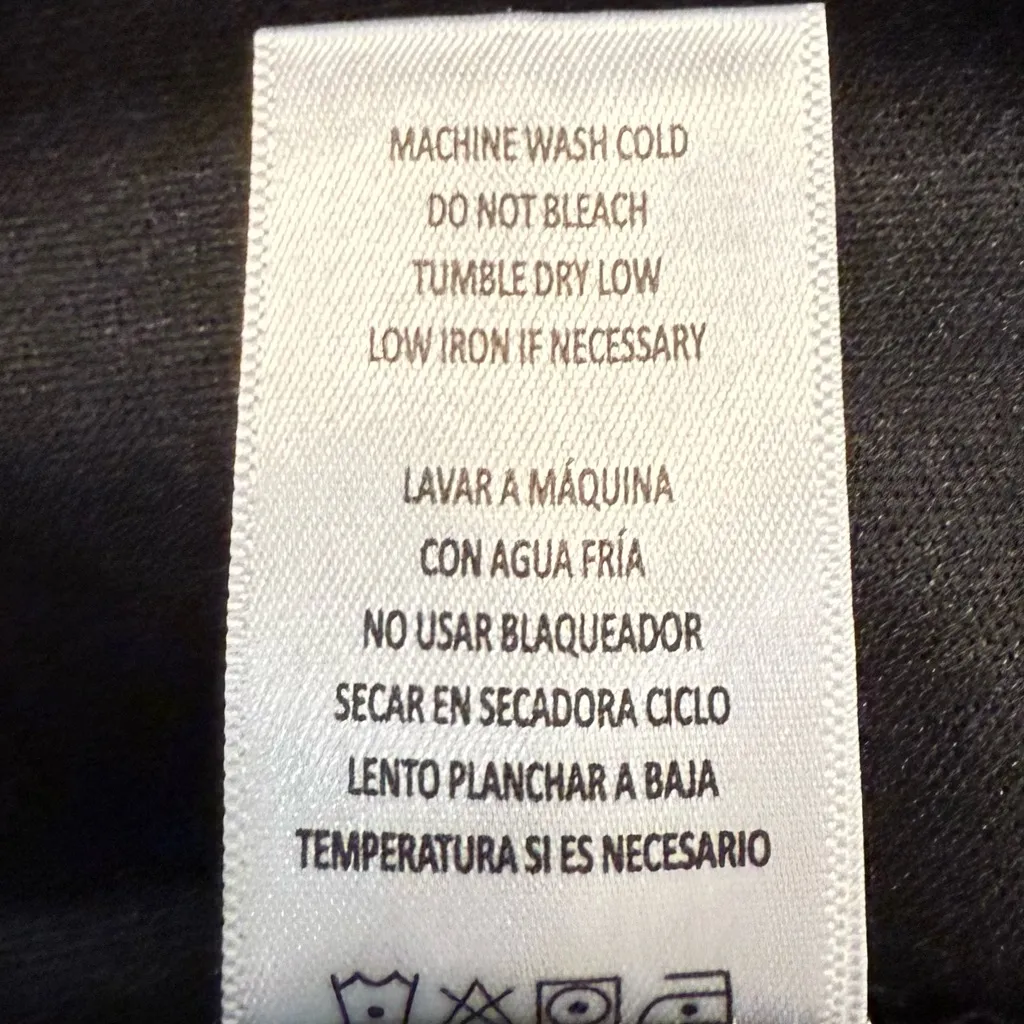 MACHINE WASH COLD
DO NOT BLEACH
TUMBLE DRY LOW
LOW IRON IF NECESSARY
LAVAR A MÁQUINA
CON AGUA FRÍA
NO USAR BLAQUEADOR
SECAR EN SECADORA CICLO
LENTO PLANCHAR A BAJA
TEMPERATURA SI ES NECESARIO